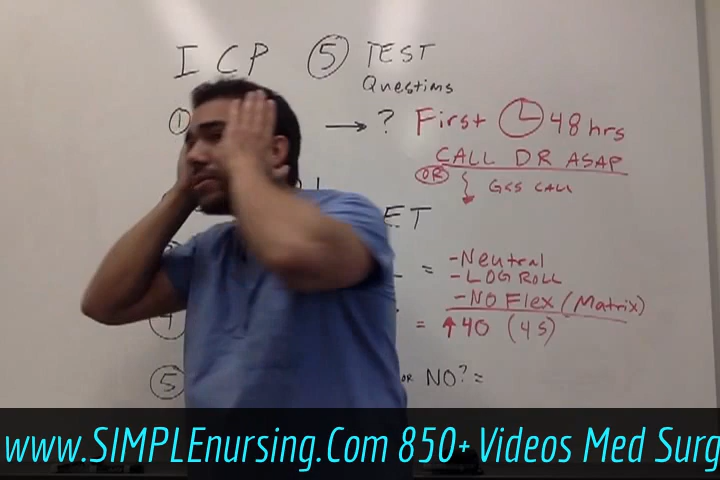 ICP ⑤ TEST
Questions
① → ? First 48 hrs
CALL DR ASAP
OR GCS CALL
ET
= -Neutral
-LOG ROLL
-NO Flex (Matrix)
④ = ↑40 (45)
⑤ OR NO? =
www.SIMPLEnursing.Com 850+ Videos Med Surg